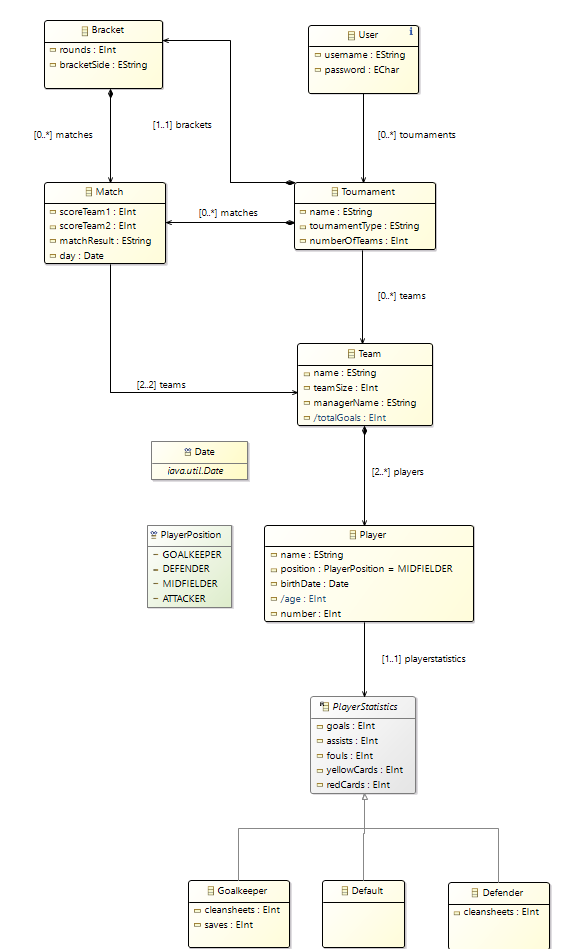 Bracket
rounds : EInt
bracketSide : EString
User
username : EString
password : EChar
[0..*] matches
[1..1] brackets
[0..*] tournaments
Match
scoreTeam1 : EInt
scoreTeam2 : EInt
matchResult : EString
day : Date
[0..*] matches
Tournament
name : EString
tournamentType : EString
numberOfTeams : EInt
[0..*] teams
[2..2] teams
Team
name : EString
teamSize : EInt
managerName : EString
/totalGoals : EInt
Date
java.util.Date
[2..*] players
PlayerPosition
GOALKEEPER
DEFENDER
MIDFIELDER
ATTACKER
Player
name : EString
position : PlayerPosition = MIDFIELDER
birthDate : Date
/age : EInt
number : EInt
[1..1] playerstatistics
PlayerStatistics
goals : EInt
assists : EInt
fouls : EInt
yellowCards : EInt
redCards : EInt
Goalkeeper
cleansheets : EInt
saves : EInt
Default
Defender
cleansheets : EInt